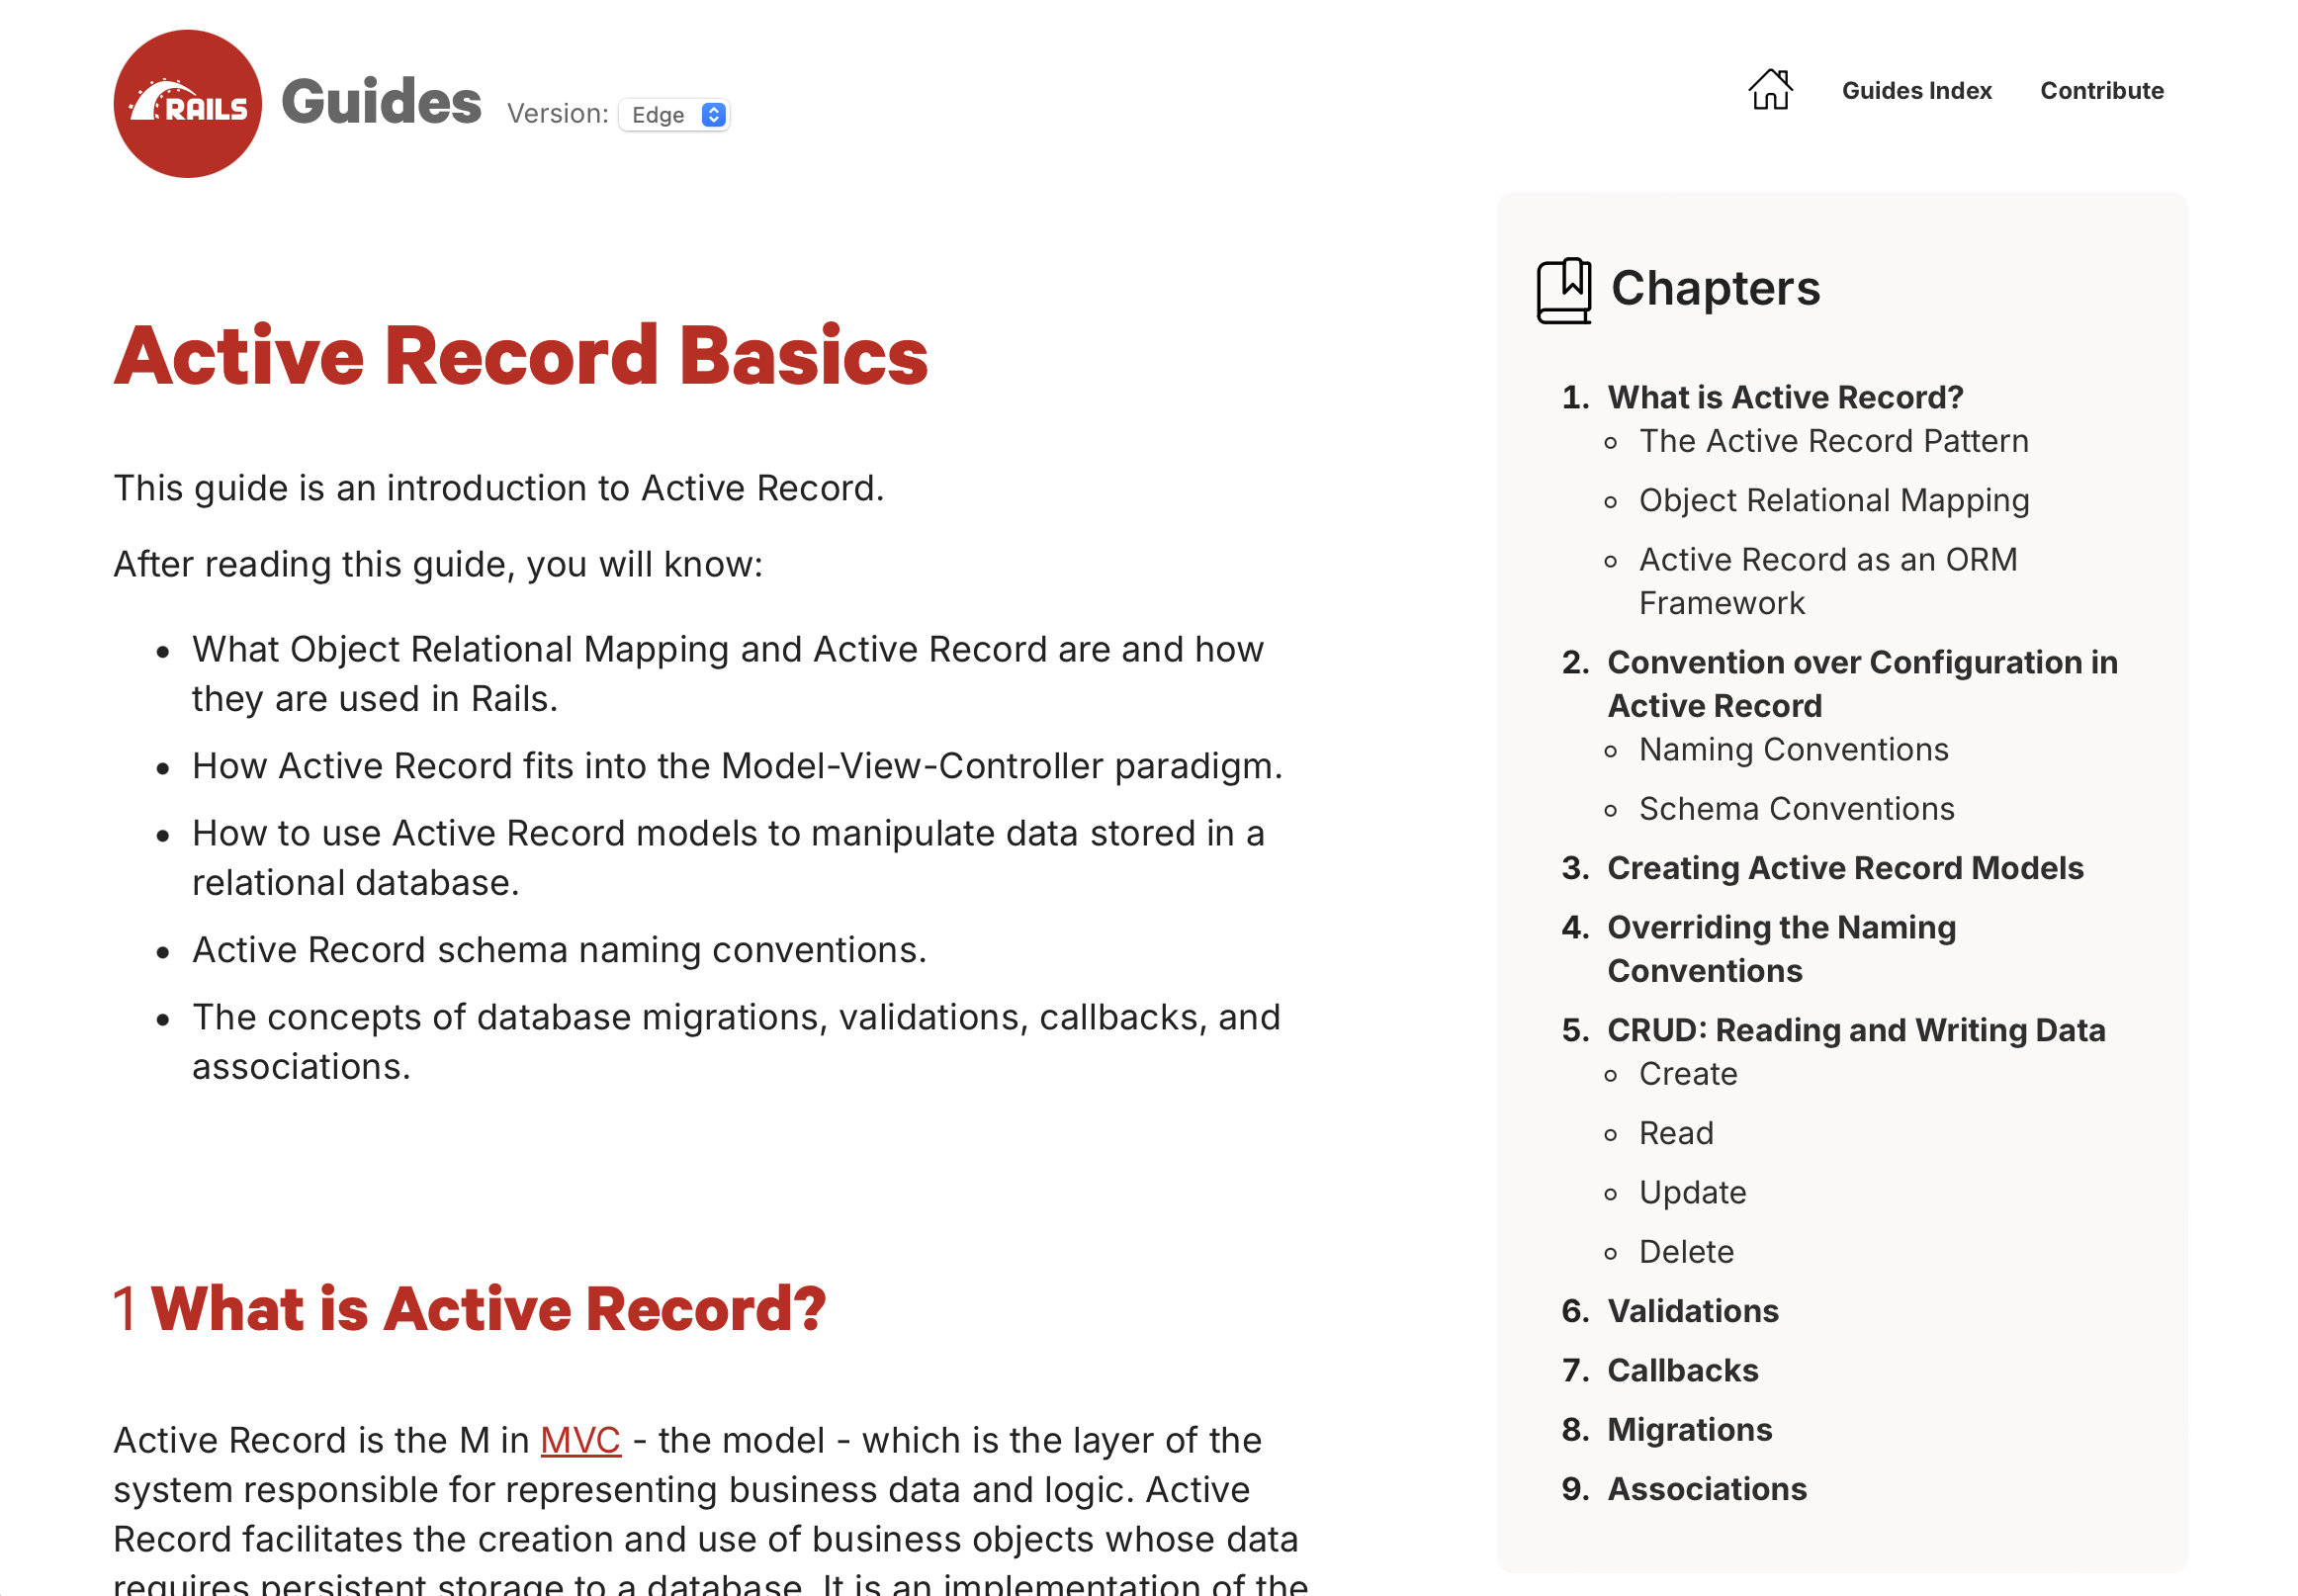 RAILS Guides Version: Edge
Guides Index Contribute
Active Record Basics
This guide is an introduction to Active Record.
After reading this guide, you will know:
• What Object Relational Mapping and Active Record are and how
they are used in Rails.
• How Active Record fits into the Model-View-Controller paradigm.
• How to use Active Record models to manipulate data stored in a
relational database.
• Active Record schema naming conventions.
• The concepts of database migrations, validations, callbacks, and
associations.
1 What is Active Record?
Active Record is the M in MVC - the model - which is the layer of the
system responsible for representing business data and logic. Active
Record facilitates the creation and use of business objects whose data
requires persistent storage to a database. It is an implementation of the
Chapters
1. What is Active Record?
◦ The Active Record Pattern
◦ Object Relational Mapping
◦ Active Record as an ORM
Framework
2. Convention over Configuration in
Active Record
◦ Naming Conventions
◦ Schema Conventions
3. Creating Active Record Models
4. Overriding the Naming
Conventions
5. CRUD: Reading and Writing Data
◦ Create
◦ Read
◦ Update
◦ Delete
6. Validations
7. Callbacks
8. Migrations
9. Associations